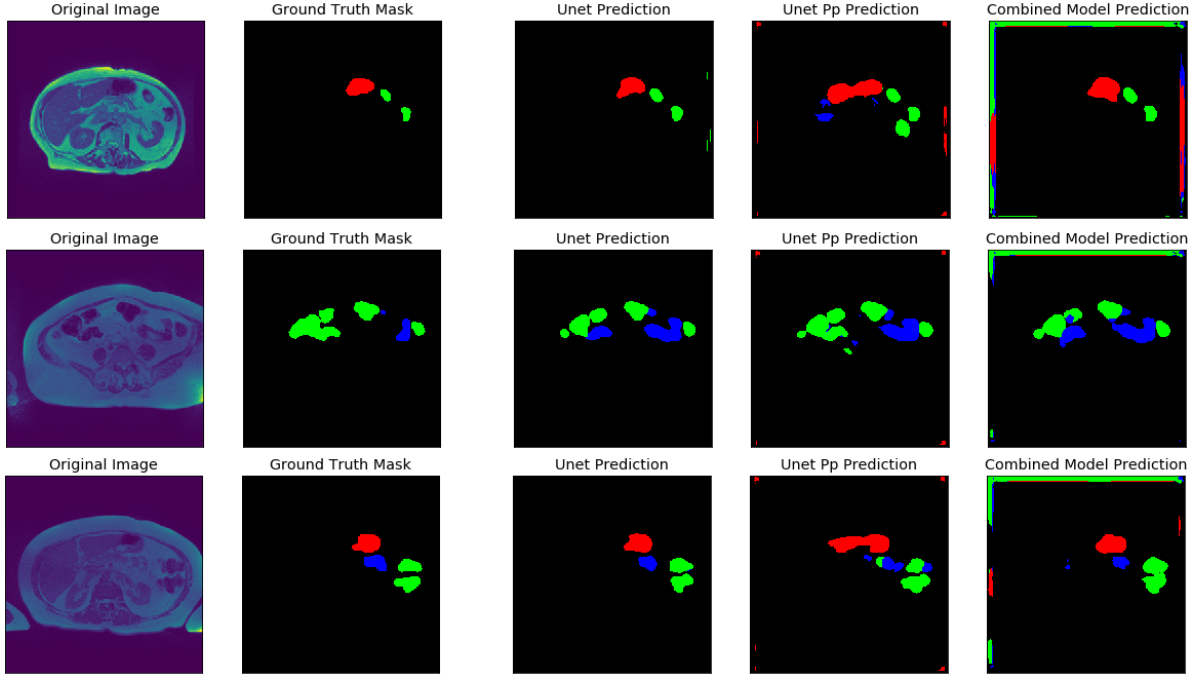 Original Image
Ground Truth Mask
Unet Prediction
Unet Pp Prediction
Combined Model Prediction
Original Image
Ground Truth Mask
Unet Prediction
Unet Pp Prediction
Combined Model Prediction
Original Image
Ground Truth Mask
Unet Prediction
Unet Pp Prediction
Combined Model Prediction